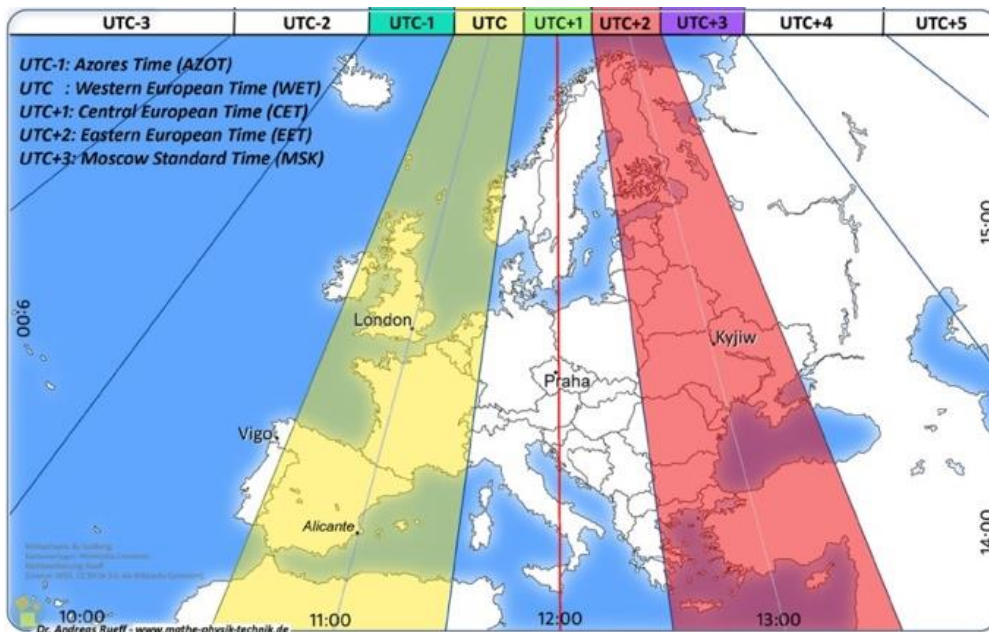 UTC-3 UTC-2 UTC-1 UTC UTC+1 UTC+2 UTC+3 UTC+4 UTC+5
UTC-1: Azores Time (AZOT)
UTC : Western European Time (WET)
UTC+1: Central European Time (CET)
UTC+2: Eastern European Time (EET)
UTC+3: Moscow Standard Time (MSK)
15:00
9:00
London
Kyjiw
Praha
Vigo
Alicante
14:00
10:00 11:00 12:00 13:00
Dr. Andreas Rueff - www.mathe-physik-technik.de